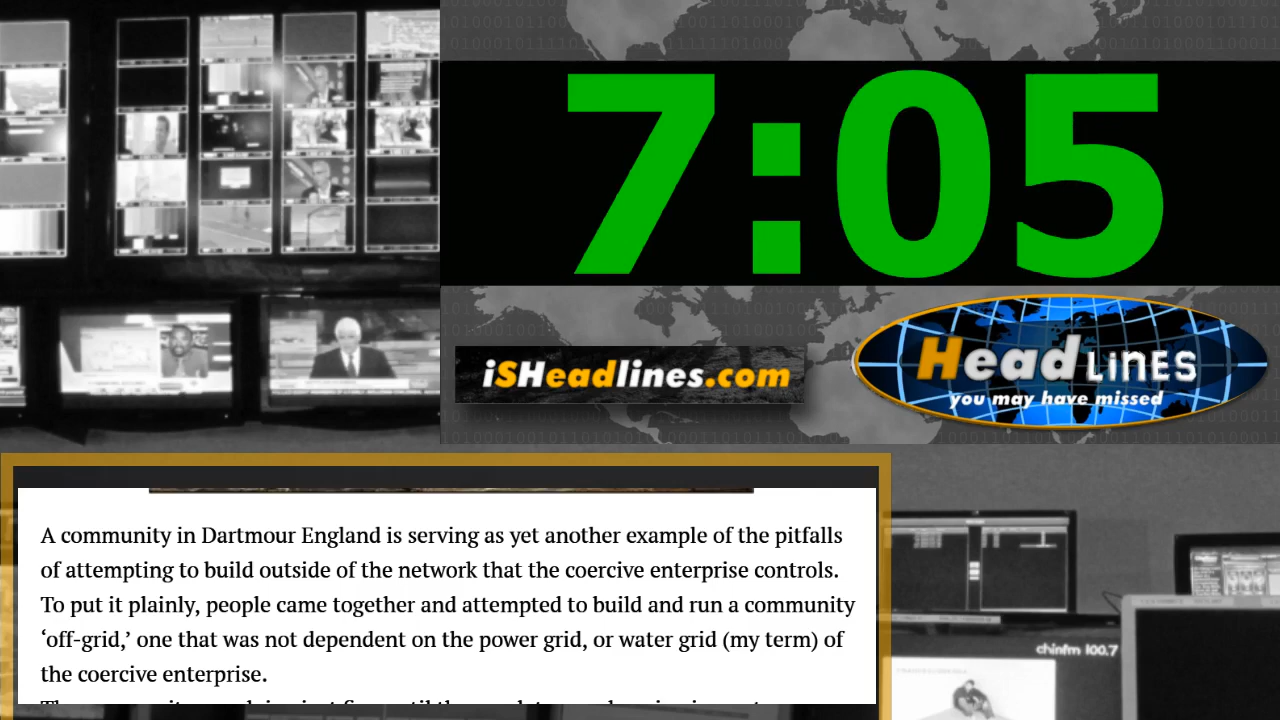 7:05
iSHeadlines.com
HeadLINES
you may have missed
A community in Dartmour England is serving as yet another example of the pitfalls
of attempting to build outside of the network that the coercive enterprise controls.
To put it plainly, people came together and attempted to build and run a community
‘off-grid,’ one that was not dependent on the power grid, or water grid (my term) of
the coercive enterprise.
chinfm 100.7